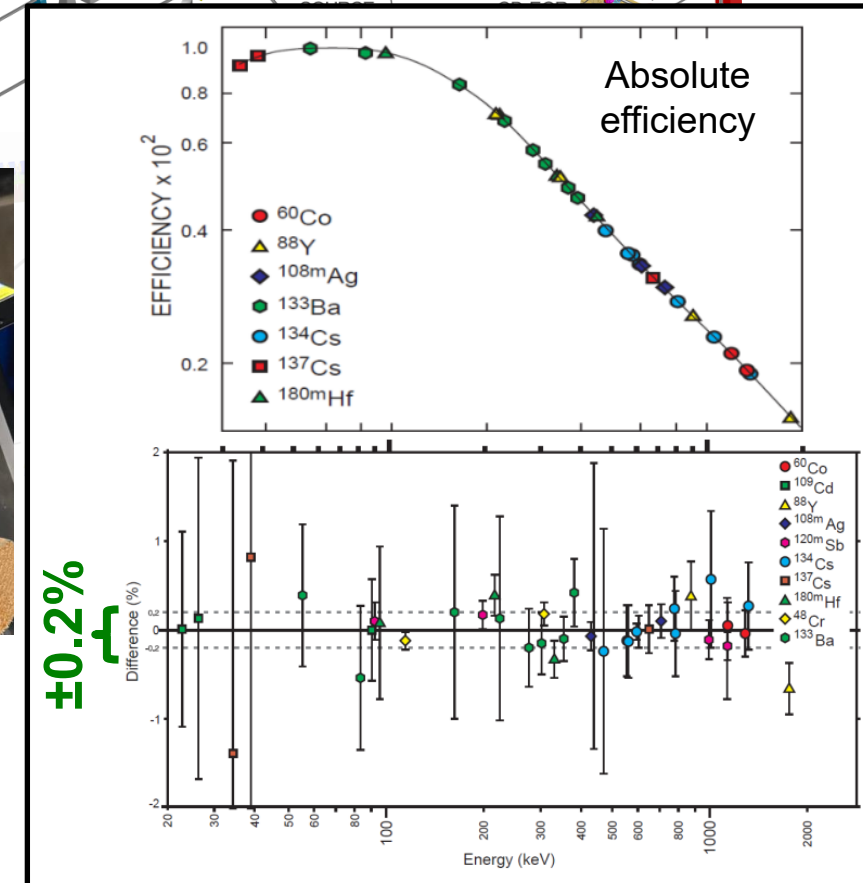 Absolute
efficiency
EFFICIENCY x 10²
1.0
0.8
0.6
0.4
0.2
⁶⁰Co
⁸⁸Y
¹⁰⁸ᵐAg
¹³³Ba
¹³⁴Cs
¹³⁷Cs
¹⁸⁰ᵐHf
±0.2%
Difference (%)
2
1
0.2
0
-0.2
-1
-2
⁶⁰Co
¹⁰⁹Cd
⁸⁸Y
¹⁰⁸ᵐAg
¹²⁰ᵐSb
¹³⁴Cs
¹³⁷Cs
¹⁸⁰ᵐHf
⁴⁸Cr
¹³³Ba
20 30 40 50 60 80 100 200 300 400 500 600 800 1000 2000
Energy (keV)